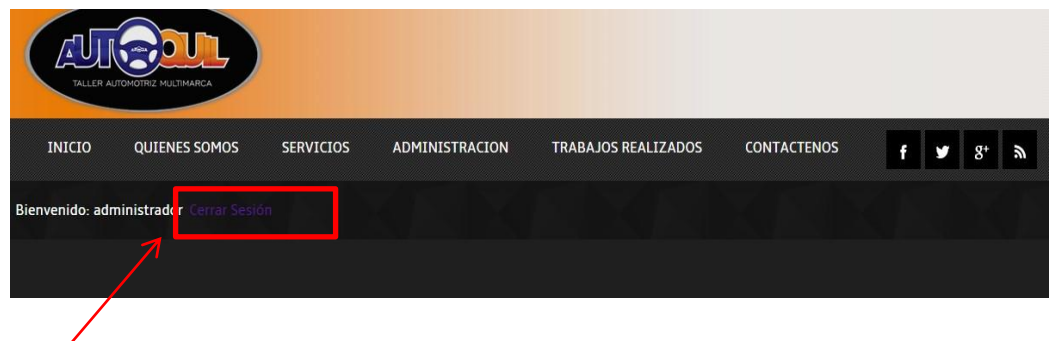 AUTOQUIL
TALLER AUTOMOTRIZ MULTIMARCA
INICIO QUIENES SOMOS SERVICIOS ADMINISTRACION TRABAJOS REALIZADOS CONTACTENOS f g+
Bienvenido: administrador Cerrar Sesión